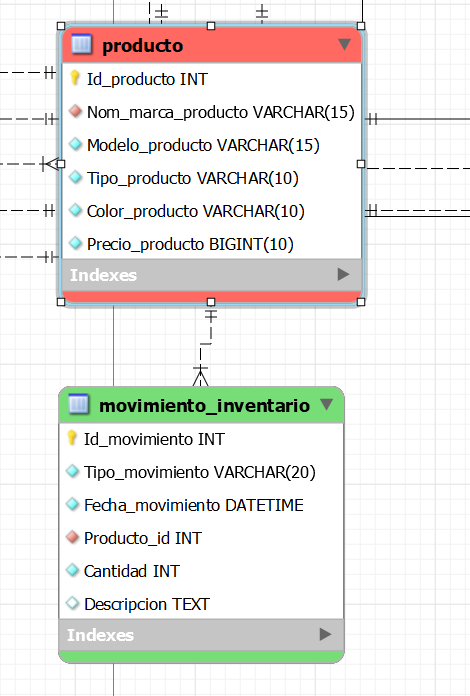 producto
Id_producto INT
Nom_marca_producto VARCHAR(15)
Modelo_producto VARCHAR(15)
Tipo_producto VARCHAR(10)
Color_producto VARCHAR(10)
Precio_producto BIGINT(10)
Indexes
movimiento_inventario
Id_movimiento INT
Tipo_movimiento VARCHAR(20)
Fecha_movimiento DATETIME
Producto_id INT
Cantidad INT
Descripcion TEXT
Indexes